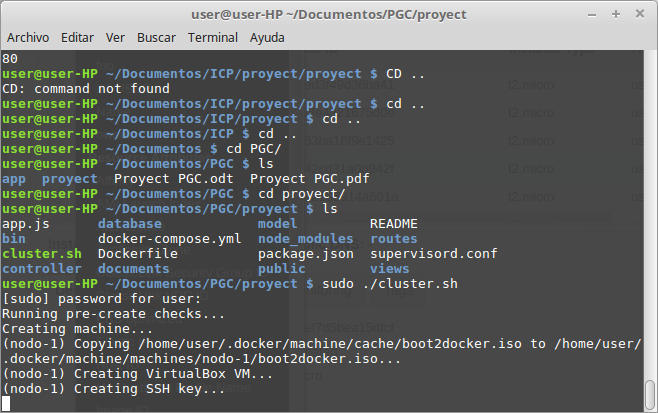 user@user-HP ~/Documentos/PGC/proyect
Archivo Editar Ver Buscar Terminal Ayuda
80
user@user-HP ~/Documentos/ICP/proyect/proyect $ CD ..
CD: command not found
user@user-HP ~/Documentos/ICP/proyect/proyect $ cd ..
user@user-HP ~/Documentos/ICP/proyect $ cd ..
user@user-HP ~/Documentos/ICP $ cd ..
user@user-HP ~/Documentos $ cd PGC/
user@user-HP ~/Documentos/PGC $ ls
app proyect Proyect PGC.odt Proyect PGC.pdf
user@user-HP ~/Documentos/PGC $ cd proyect/
user@user-HP ~/Documentos/PGC/proyect $ ls
app.js database model README
bin docker-compose.yml node_modules routes
cluster.sh Dockerfile package.json supervisord.conf
controller documents public views
user@user-HP ~/Documentos/PGC/proyect $ sudo ./cluster.sh
[sudo] password for user:
Running pre-create checks...
Creating machine...
(nodo-1) Copying /home/user/.docker/machine/cache/boot2docker.iso to /home/user/
.docker/machine/machines/nodo-1/boot2docker.iso...
(nodo-1) Creating VirtualBox VM...
(nodo-1) Creating SSH key...